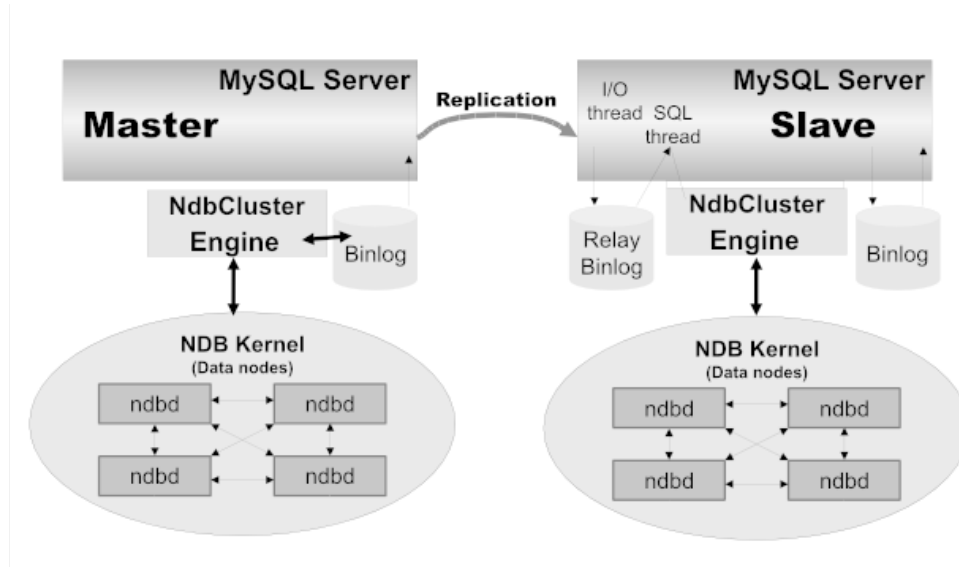 MySQL Server
Master
Replication
MySQL Server
I/O
thread
SQL
thread
Slave
NdbCluster
Engine
Binlog
Relay
Binlog
NdbCluster
Engine
Binlog
NDB Kernel
(Data nodes)
ndbd
ndbd
ndbd
ndbd
NDB Kernel
(Data nodes)
ndbd
ndbd
ndbd
ndbd